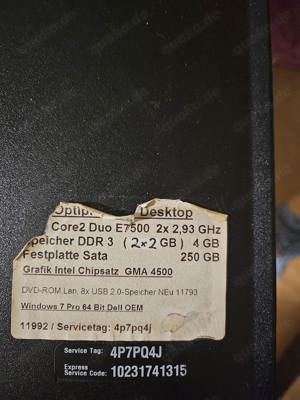 Desktop
Core2 Duo E7500 2x 2,93 GHz
Speicher DDR 3 (2x2 GB) 4 GB
Festplatte Sata 250 GB
Grafik Intel Chipsatz GMA 4500
DVD-ROM,Lan, 8x USB 2.0-Speicher NEu 11793
Windows 7 Pro 64 Bit Dell OEM
11992 / Servicetag: 4p7pq4j
Service Tag: 4P7PQ4J
Express
Service Code: 10231741315